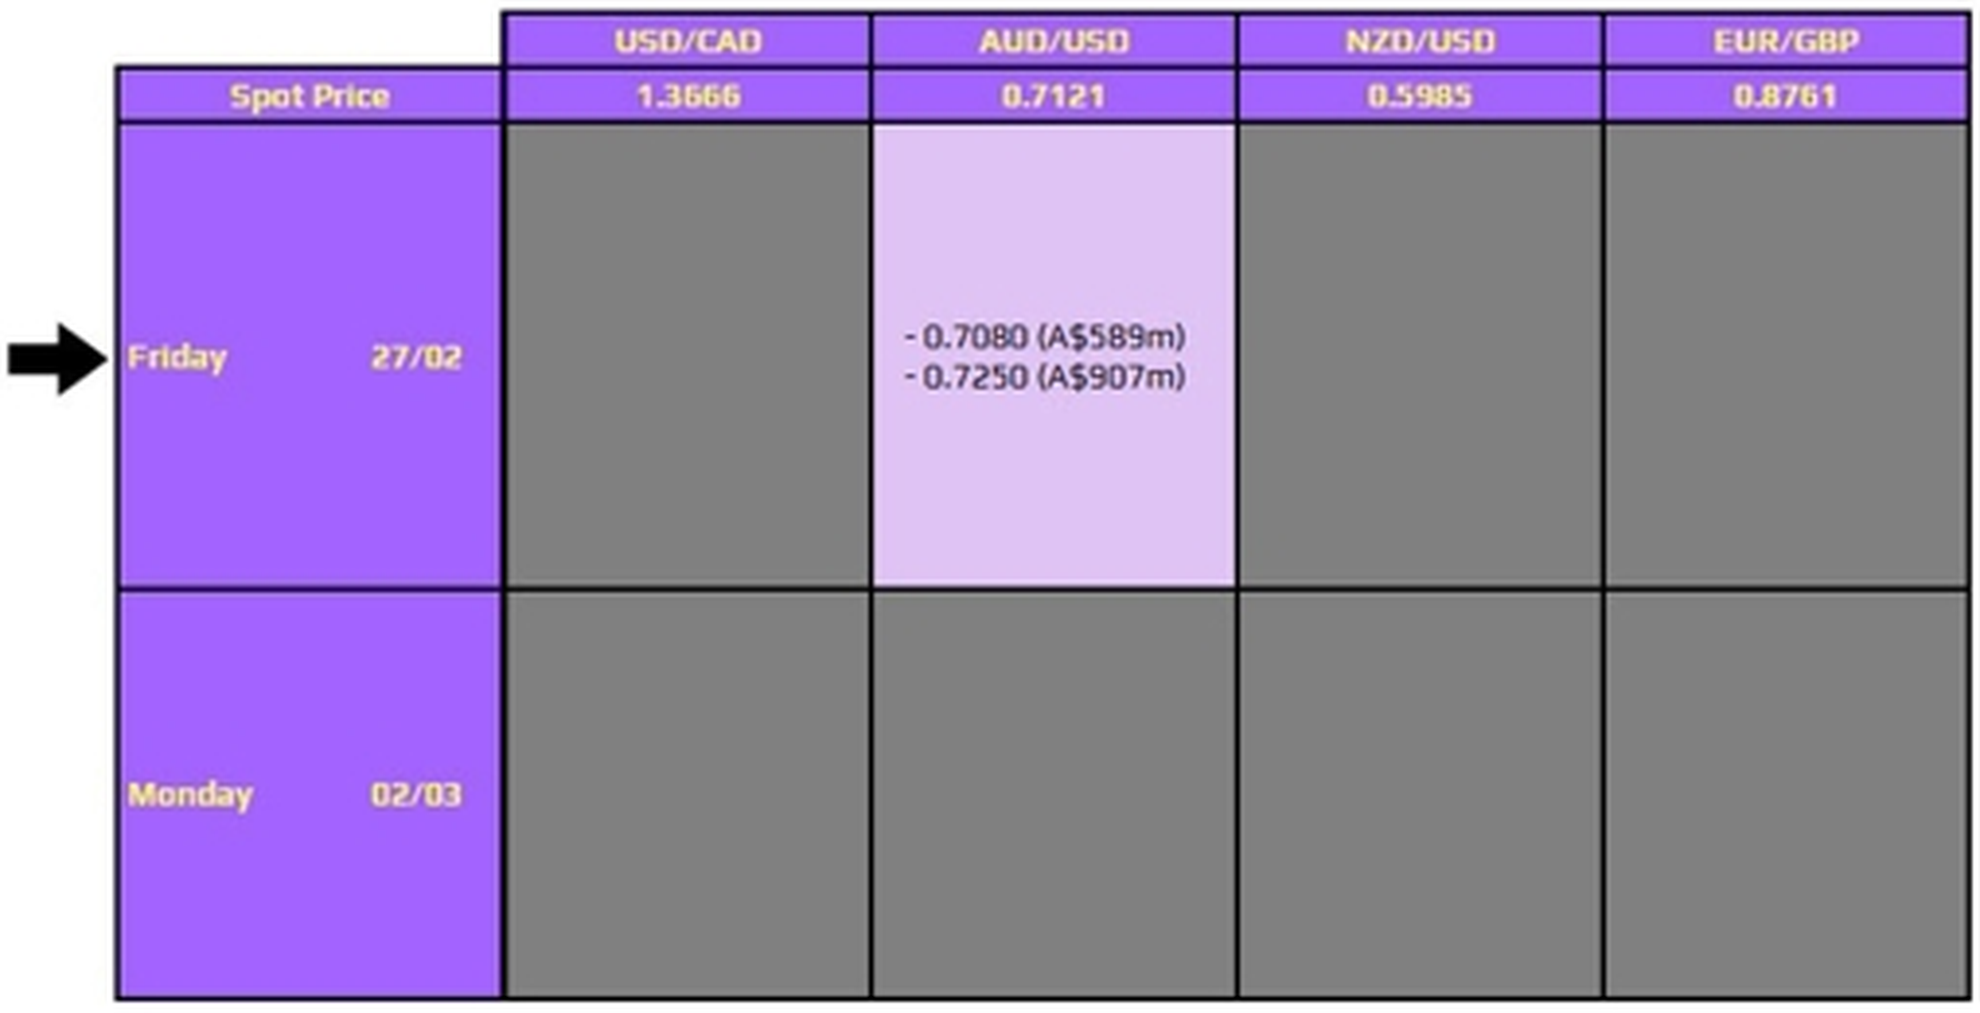 USD/CAD AUD/USD NZD/USD EUR/GBP
Spot Price 1.3666 0.7121 0.5985 0.8761
Friday 27/02
- 0.7080 (A$589m)
- 0.7250 (A$907m)
Monday 02/03